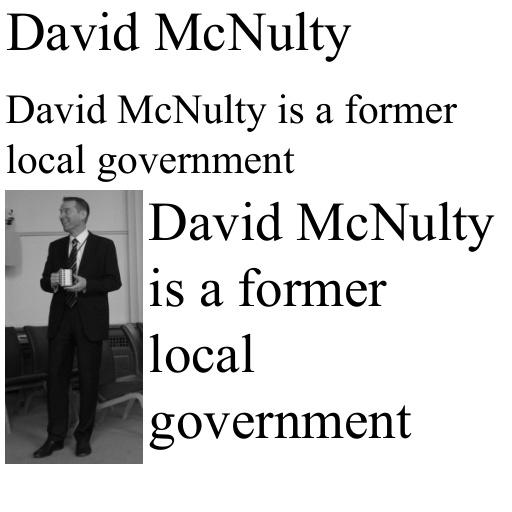 David McNulty
David McNulty is a former
local government
David McNulty
is a former
local
government